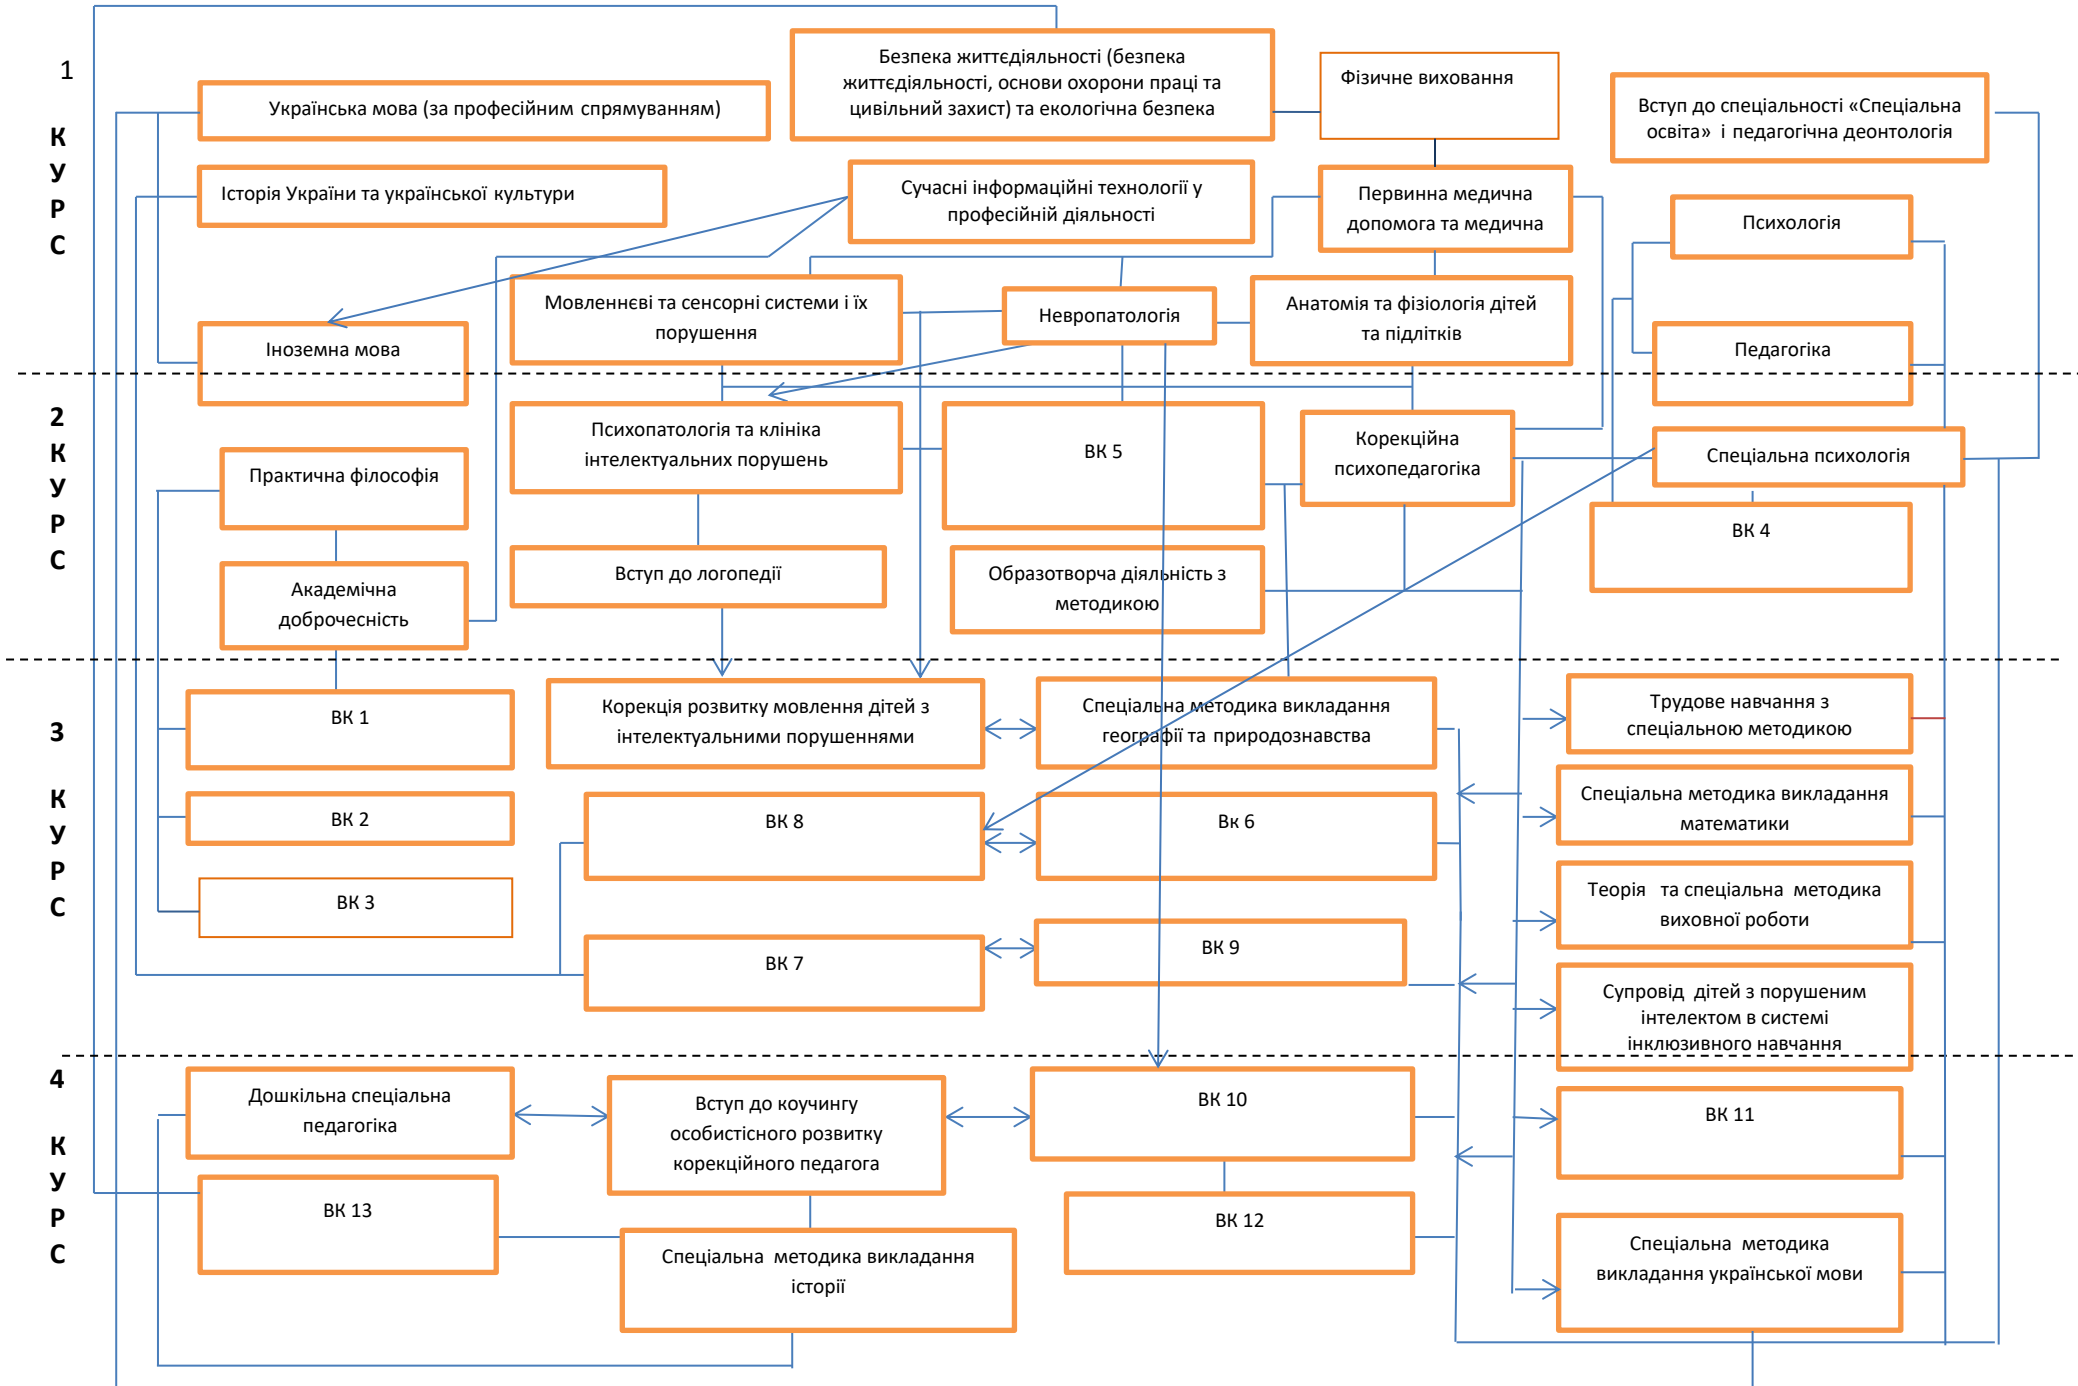 1
К
У
Р
С
Безпека життєдіяльності (безпека
життєдіяльності, основи охорони праці та
цивільний захист) та екологічна безпека
Фізичне виховання
Українська мова (за професійним спрямуванням)
Вступ до спеціальності «Спеціальна
освіта» і педагогічна деонтологія
Історія України та української культури
Сучасні інформаційні технології у
професійній діяльності
Первинна медична
допомога та медична
Психологія
Мовленнєві та сенсорні системи і їх
порушення
Невропатологія
Анатомія та фізіологія дітей
та підлітків
Іноземна мова
Педагогіка
2
К
У
Р
С
Психопатологія та клініка
інтелектуальних порушень
ВК 5
Корекційна
психопедагогіка
Спеціальна психологія
Практична філософія
ВК 4
Академічна
доброчесність
Вступ до логопедії
Образотворча діяльність з
методикою
3
К
У
Р
С
ВК 1
Корекція розвитку мовлення дітей з
інтелектуальними порушеннями
Спеціальна методика викладання
географії та природознавства
Трудове навчання з
спеціальною методикою
ВК 2
ВК 8
Вк 6
Спеціальна методика викладання
математики
ВК 3
Теорія та спеціальна методика
виховної роботи
ВК 7
ВК 9
Супровід дітей з порушеним
інтелектом в системі
інклюзивного навчання
4
К
У
Р
С
Дошкільна спеціальна
педагогіка
Вступ до коучингу
особистісного розвитку
корекційного педагога
ВК 10
ВК 11
ВК 13
ВК 12
Спеціальна методика викладання
історії
Спеціальна методика
викладання української мови